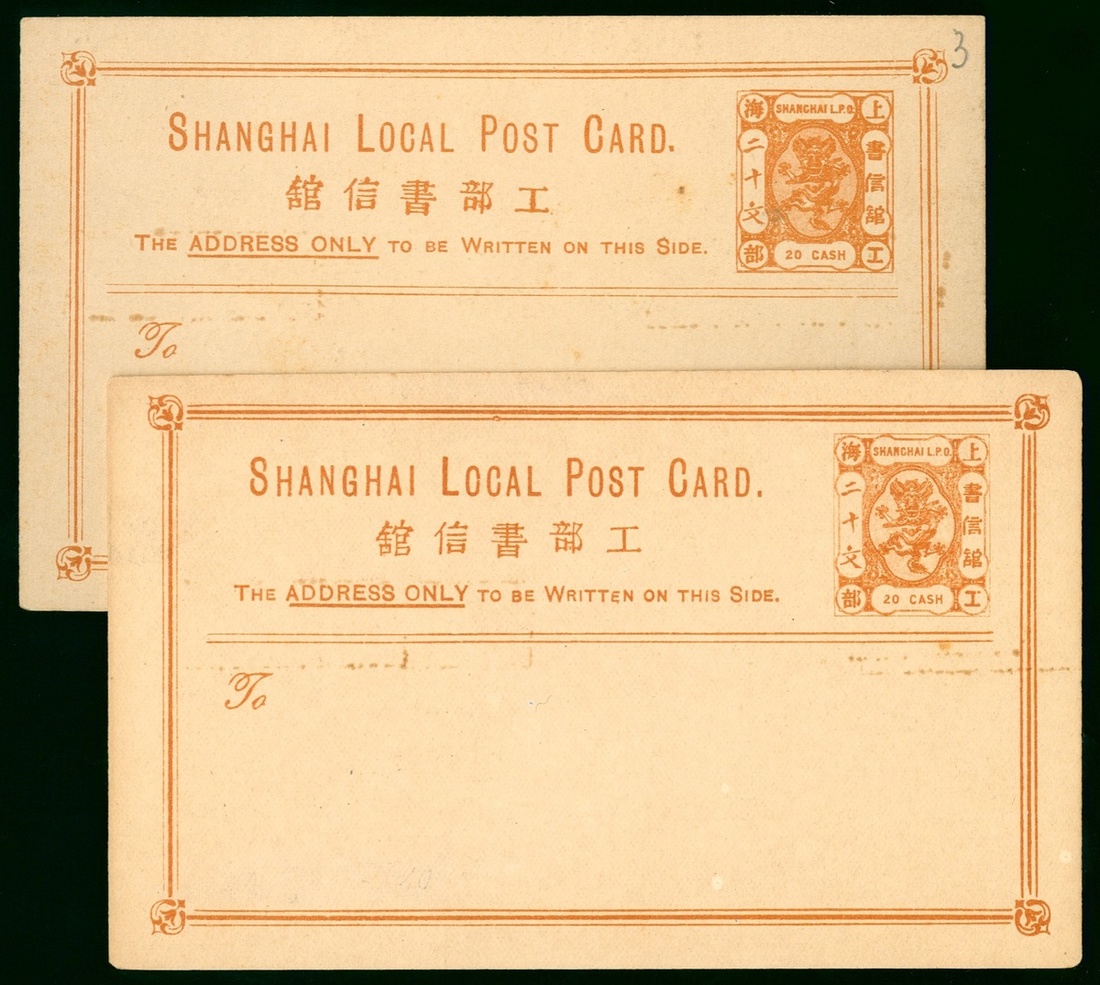 3
SHANGHAI LOCAL POST CARD.
工部書信舘
THE ADDRESS ONLY TO BE WRITTEN ON THIS SIDE.
上海
SHANGHAI L.P.O.
書信舘
二十文
工部
20 CASH
To
SHANGHAI LOCAL POST CARD.
工部書信舘
THE ADDRESS ONLY TO BE WRITTEN ON THIS SIDE.
上海
SHANGHAI L.P.O.
書信舘
二十文
工部
20 CASH
To